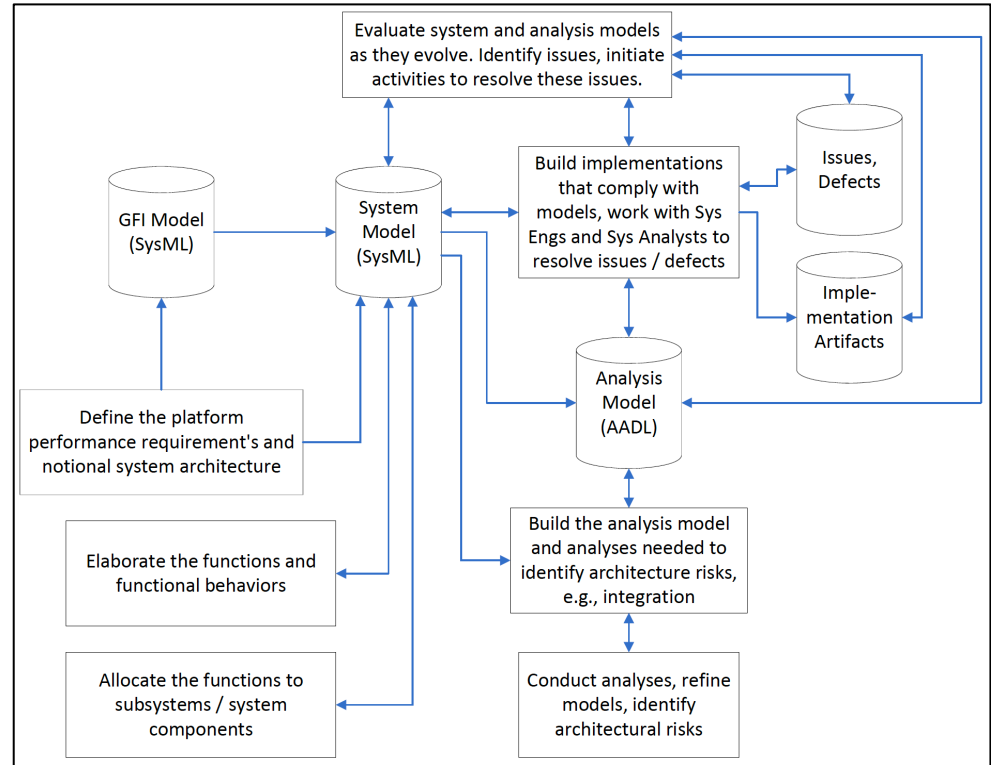 Evaluate system and analysis models
as they evolve. Identify issues, initiate
activities to resolve these issues.
GFI Model
(SysML)
System
Model
(SysML)
Build implementations
that comply with
models, work with Sys
Engs and Sys Analysts to
resolve issues / defects
Issues,
Defects
Imple-
mentation
Artifacts
Analysis
Model
(AADL)
Define the platform
performance requirement's and
notional system architecture
Build the analysis model
and analyses needed to
identify architecture risks,
e.g., integration
Elaborate the functions and
functional behaviors
Allocate the functions to
subsystems / system
components
Conduct analyses, refine
models, identify
architectural risks